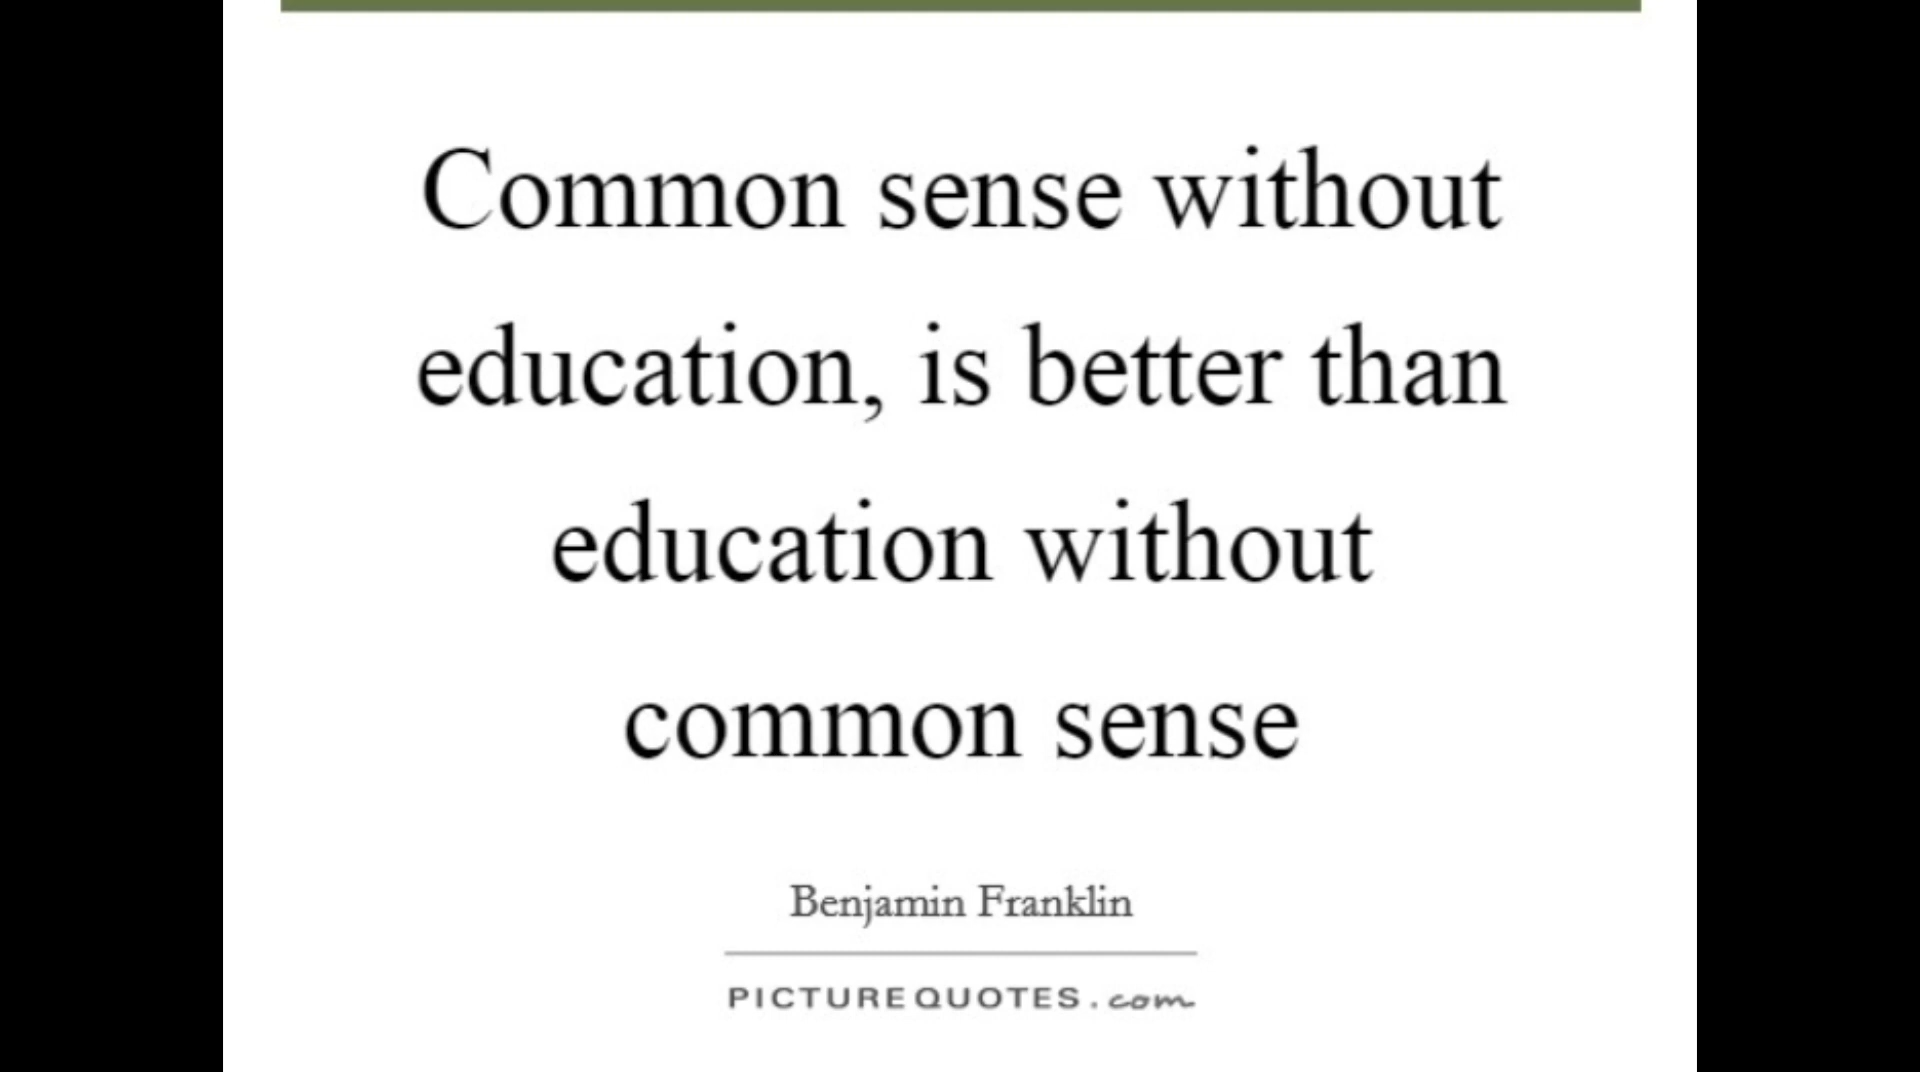 Common sense without
education, is better than
education without
common sense
Benjamin Franklin
PICTUREQUOTES.com